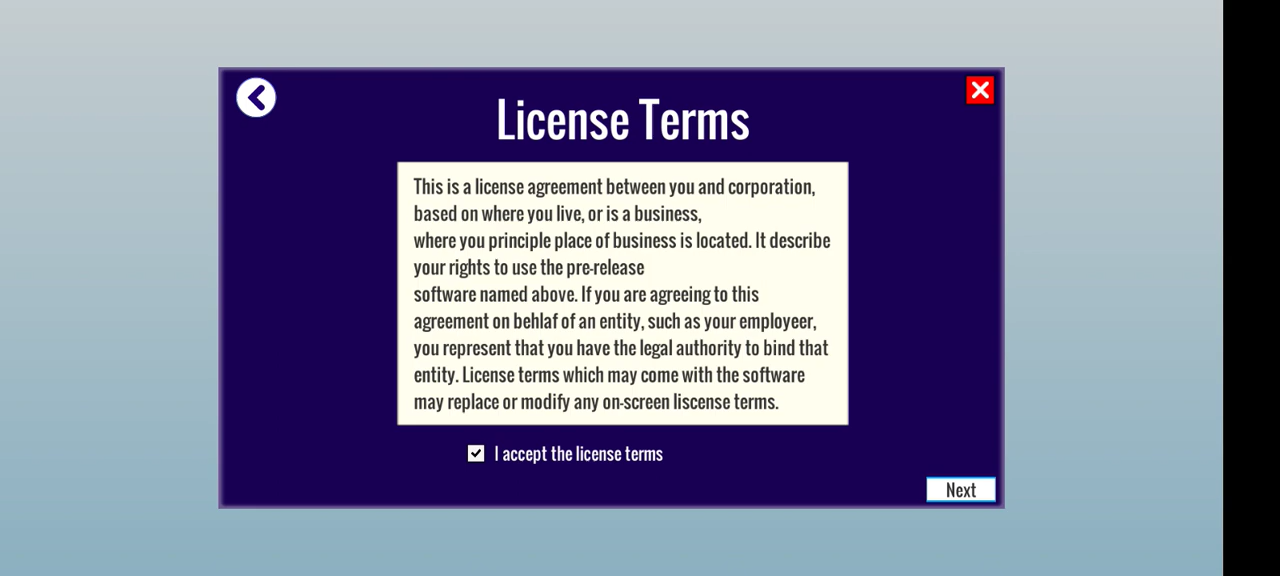 License Terms
This is a license agreement between you and corporation,
based on where you live, or is a business,
where you principle place of business is located. It describe
your rights to use the pre-release
software named above. If you are agreeing to this
agreement on behlaf of an entity, such as your employeer,
you represent that you have the legal authority to bind that
entity. License terms which may come with the software
may replace or modify any on-screen liscense terms.
I accept the license terms
Next